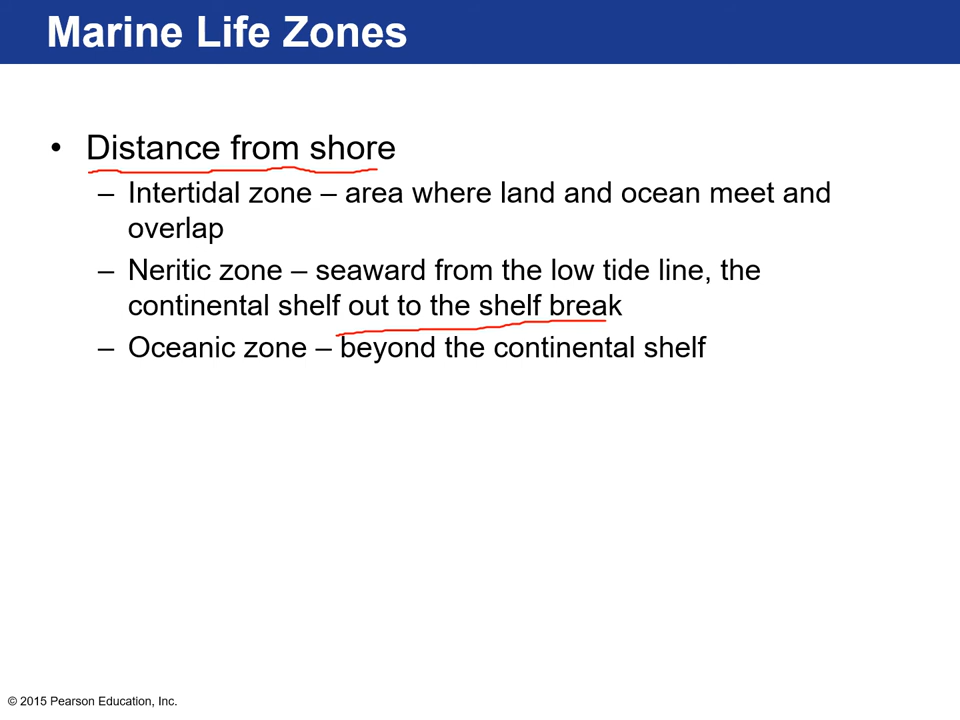 Marine Life Zones
• Distance from shore
– Intertidal zone – area where land and ocean meet and
overlap
– Neritic zone – seaward from the low tide line, the
continental shelf out to the shelf break
– Oceanic zone – beyond the continental shelf
© 2015 Pearson Education, Inc.